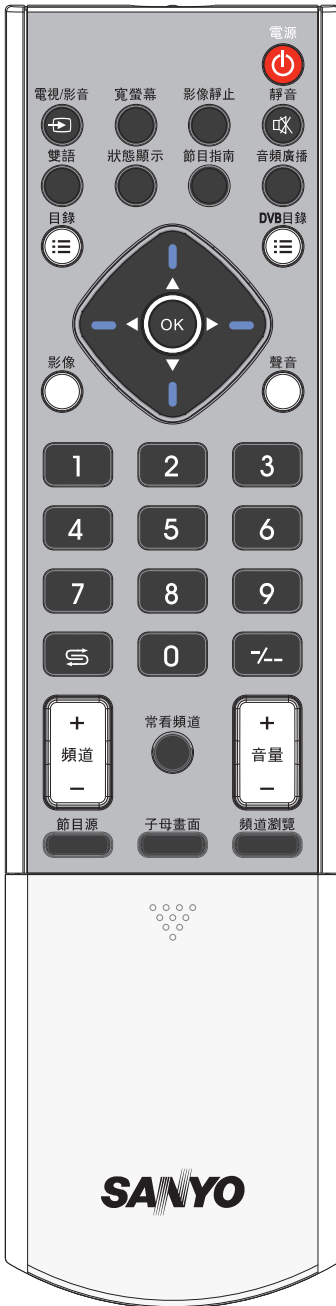 電源
電視/影音 寬螢幕 影像靜止 靜音
雙語 狀態顯示 節目指南 音頻廣播
目錄 DVB目錄
OK
影像 聲音
1 2 3
4 5 6
7 8 9
0 -/--
+ 常看頻道 +
頻道 音量
− −
節目源 子母畫面 頻道瀏覽
SANYO